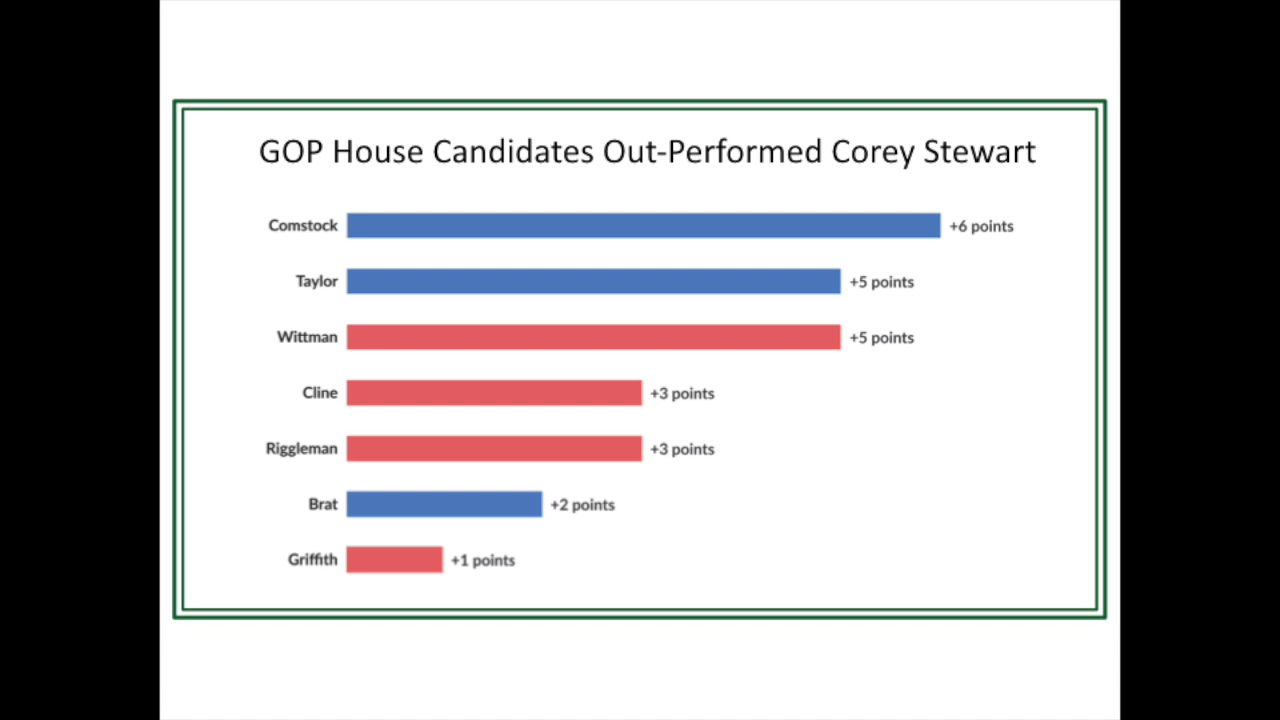 GOP House Candidates Out-Performed Corey Stewart
Comstock +6 points
Taylor +5 points
Wittman +5 points
Cline +3 points
Riggleman +3 points
Brat +2 points
Griffith +1 points